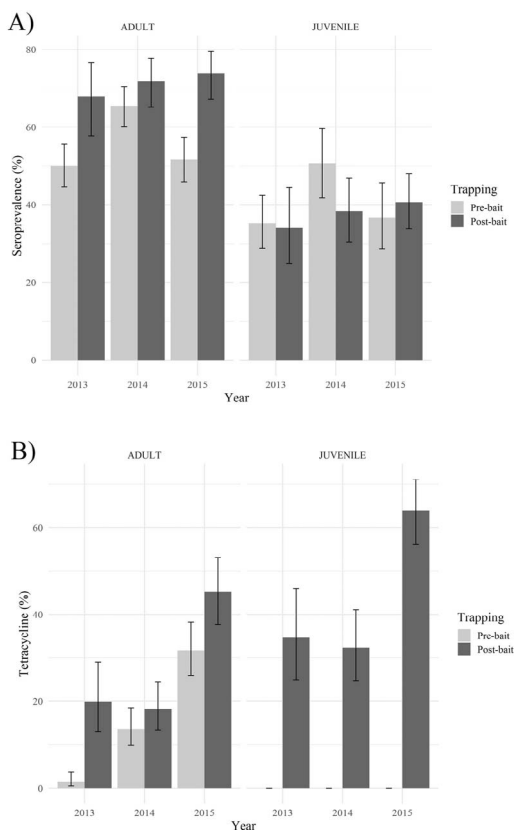 A)
ADULT JUVENILE
80
60
40
20
0
Seroprevalence (%)
2013 2014 2015 2013 2014 2015
Year
Trapping
Pre-bait
Post-bait
B)
ADULT JUVENILE
60
40
20
0
Tetracycline (%)
2013 2014 2015 2013 2014 2015
Year
Trapping
Pre-bait
Post-bait